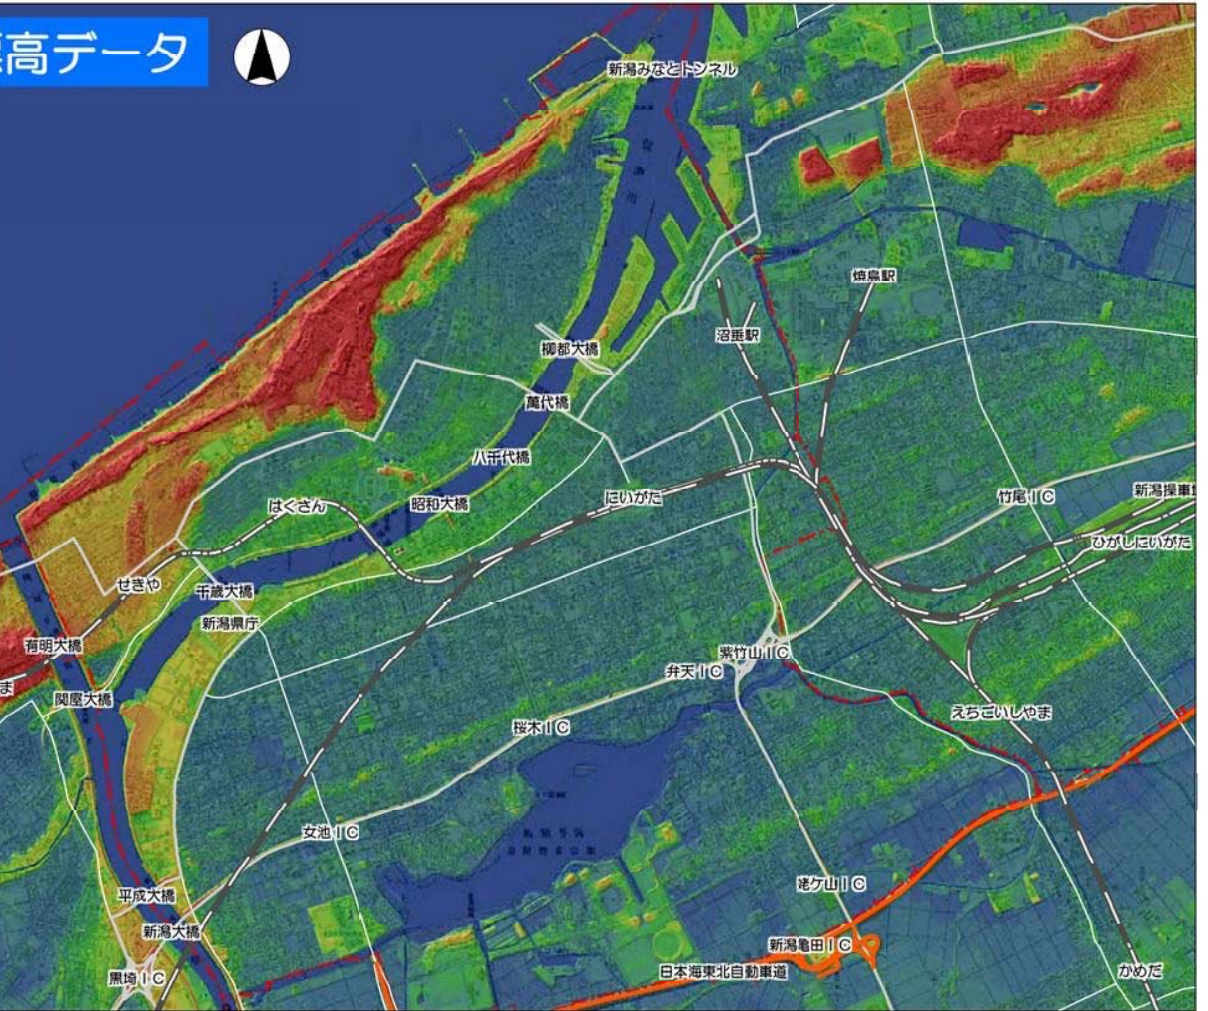 高データ
新潟みなとトンネル
信
濃
川
市
焼島駅
沼垂駅
柳都大橋
萬代橋
八千代橋
昭和大橋
はくさん
にいがた
竹尾IC
新潟操車場
ひがしにいがた
せきや
千歳大橋
新潟県庁
有明大橋
ま
関屋大橋
紫竹山IC
弁天IC
桜木IC
えちごいしやま
女池IC
姥ケ山IC
平成大橋
新潟大橋
黒埼IC
新潟亀田IC
日本海東北自動車道
かめだ